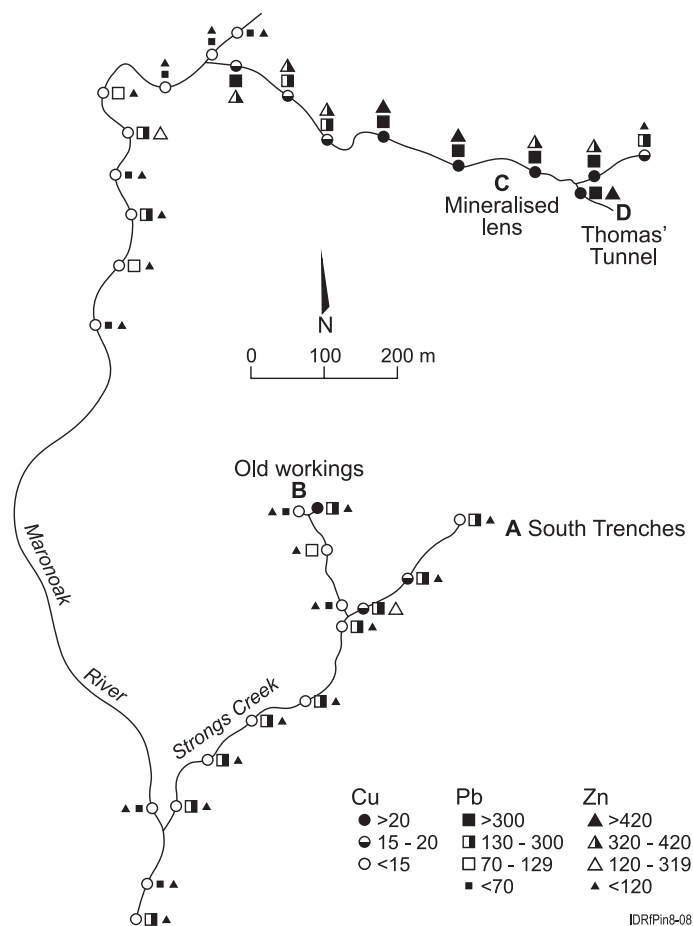 C
Mineralised
lens
D
Thomas'
Tunnel
N
0 100 200 m
Old workings
B
A South Trenches
Maronoak
River
Strongs Creek
Cu Pb Zn
>20 >300 >420
15 - 20 130 - 300 320 - 420
<15 70 - 129 120 - 319
<70 <120
IDRfPin8-08